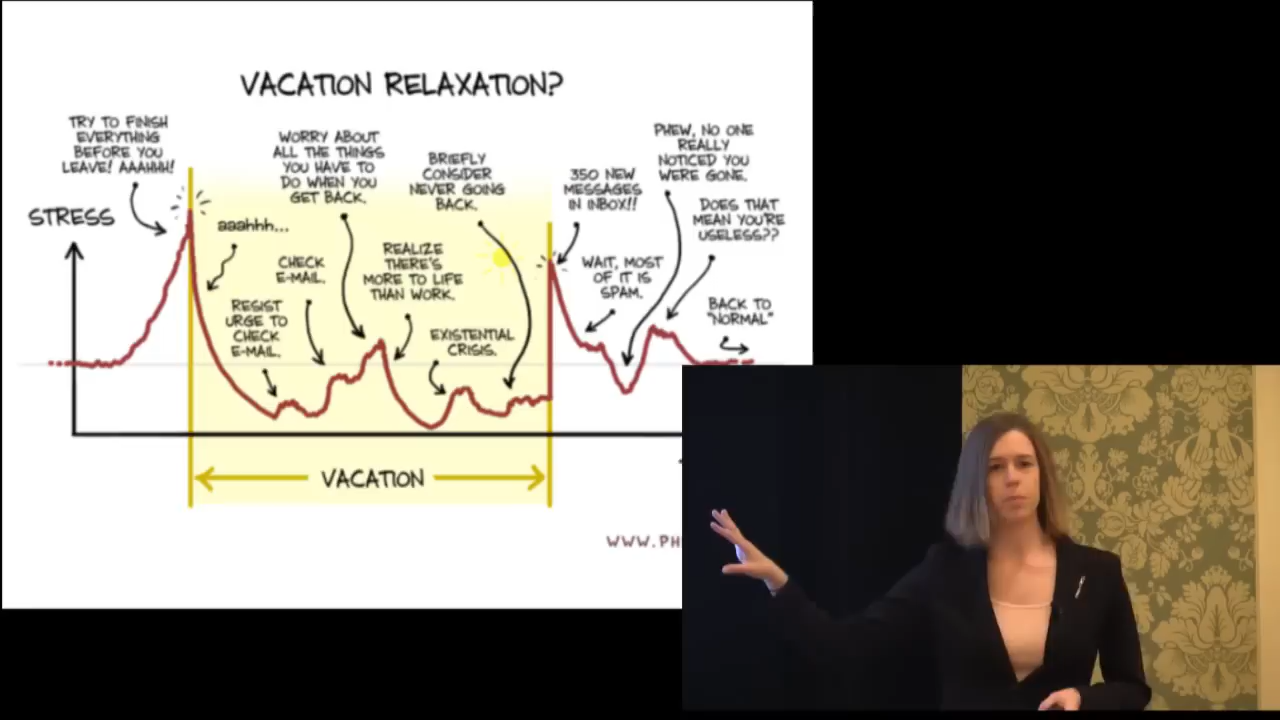 VACATION RELAXATION?
TRY TO FINISH
EVERYTHING
BEFORE YOU
LEAVE! AAAHHH!
STRESS
aaahhh...
RESIST
URGE TO
CHECK
E-MAIL.
CHECK
E-MAIL.
WORRY ABOUT
ALL THE THINGS
YOU HAVE TO
DO WHEN YOU
GET BACK.
REALIZE
THERE'S
MORE TO LIFE
THAN WORK.
EXISTENTIAL
CRISIS.
BRIEFLY
CONSIDER
NEVER GOING
BACK.
350 NEW
MESSAGES
IN INBOX!!
WAIT, MOST
OF IT IS
SPAM.
PHEW, NO ONE
REALLY
NOTICED YOU
WERE GONE.
DOES THAT
MEAN YOU'RE
USELESS??
BACK TO
"NORMAL"
VACATION
WWW.PH